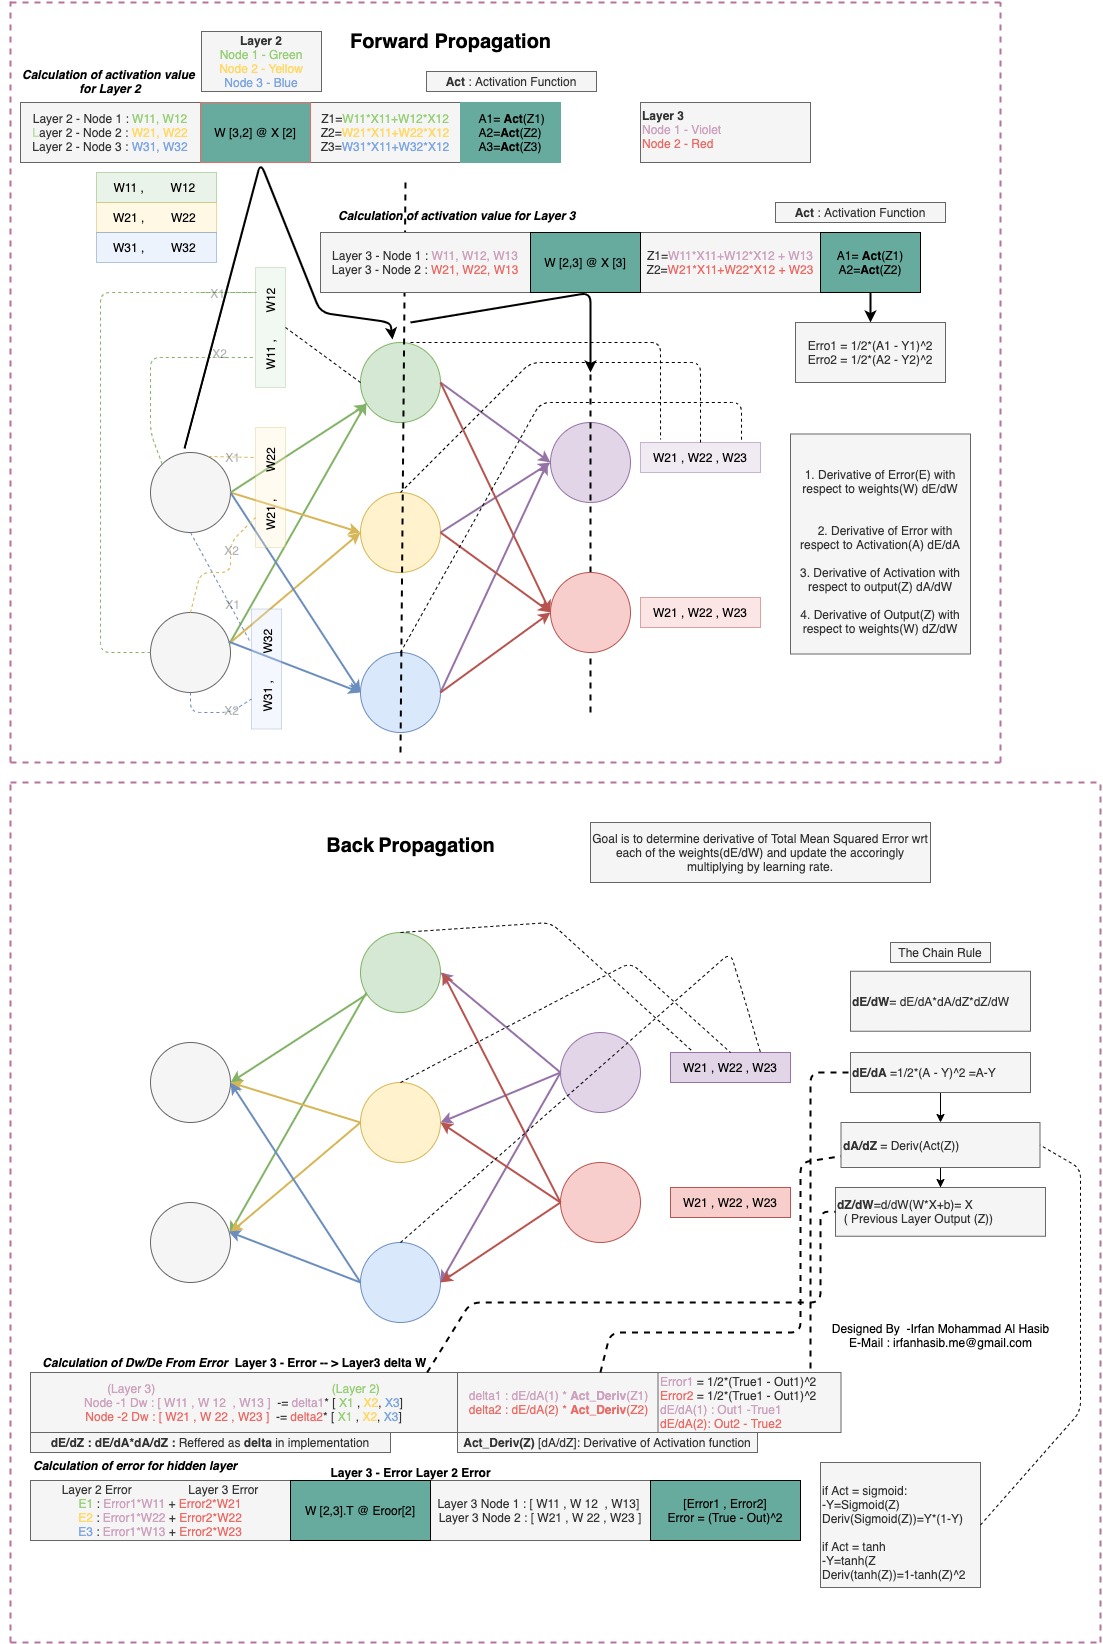 Forward Propagation
Layer 2
Node 1 - Green
Node 2 - Yellow
Node 3 - Blue
Calculation of activation value
for Layer 2
Act : Activation Function
Layer 2 - Node 1 : W11, W12
Layer 2 - Node 2 : W21, W22
Layer 2 - Node 3 : W31, W32
W [3,2] @ X [2]
Z1=W11*X11+W12*X12
Z2=W21*X11+W22*X12
Z3=W31*X11+W32*X12
A1= Act(Z1)
A2=Act(Z2)
A3=Act(Z3)
Layer 3
Node 1 - Violet
Node 2 - Red
W11 , W12
W21 , W22
W31 , W32
Calculation of activation value for Layer 3
Act : Activation Function
Layer 3 - Node 1 : W11, W12, W13
Layer 3 - Node 2 : W21, W22, W13
W [2,3] @ X [3]
Z1=W11*X11+W12*X12 + W13
Z2=W21*X11+W22*X12 + W23
A1= Act(Z1)
A2=Act(Z2)
Erro1 = 1/2*(A1 - Y1)^2
Erro2 = 1/2*(A2 - Y2)^2
X1
X2
W11 , W12
X1
X2
W21, W22
X1
X2
W31 , W32
W21 , W22 , W23
W21 , W22 , W23
1. Derivative of Error(E) with
respect to weights(W) dE/dW
2. Derivative of Error with
respect to Activation(A) dE/dA
3. Derivative of Activation with
respect to output(Z) dA/dW
4. Derivative of Output(Z) with
respect to weights(W) dZ/dW
Back Propagation
Goal is to determine derivative of Total Mean Squared Error wrt
each of the weights(dE/dW) and update the accoringly
multiplying by learning rate.
The Chain Rule
dE/dW= dE/dA*dA/dZ*dZ/dW
W21 , W22 , W23
dE/dA =1/2*(A - Y)^2 =A-Y
dA/dZ = Deriv(Act(Z))
W21 , W22 , W23
dZ/dW=d/dW(W*X+b)= X
( Previous Layer Output (Z))
Designed By -Irfan Mohammad Al Hasib
E-Mail : irfanhasib.me@gmail.com
Calculation of Dw/De From Error Layer 3 - Error -- > Layer3 delta W
(Layer 3) (Layer 2)
Node -1 Dw : [ W11 , W 12 , W13 ] -= delta1* [ X1 , X2, X3]
Node -2 Dw : [ W21 , W 22 , W23 ] -= delta2* [ X1 , X2, X3]
delta1 : dE/dA(1) * Act_Deriv(Z1)
delta2 : dE/dA(2) * Act_Deriv(Z2)
Error1 = 1/2*(True1 - Out1)^2
Error2 = 1/2*(True1 - Out1)^2
dE/dA(1) : Out1 -True1
dE/dA(2): Out2 - True2
dE/dZ : dE/dA*dA/dZ : Reffered as delta in implementation
Act_Deriv(Z) [dA/dZ]: Derivative of Activation function
Calculation of error for hidden layer
Layer 3 - Error Layer 2 Error
Layer 2 Error Layer 3 Error
E1 : Error1*W11 + Error2*W21
E2 : Error1*W22 + Error2*W22
E3 : Error1*W13 + Error2*W23
W [2,3].T @ Eroor[2]
Layer 3 Node 1 : [ W11 , W 12 , W13]
Layer 3 Node 2 : [ W21 , W 22 , W23 ]
[Error1 , Error2]
Error = (True - Out)^2
if Act = sigmoid:
-Y=Sigmoid(Z)
Deriv(Sigmoid(Z))=Y*(1-Y)
if Act = tanh
-Y=tanh(Z
Deriv(tanh(Z))=1-tanh(Z)^2